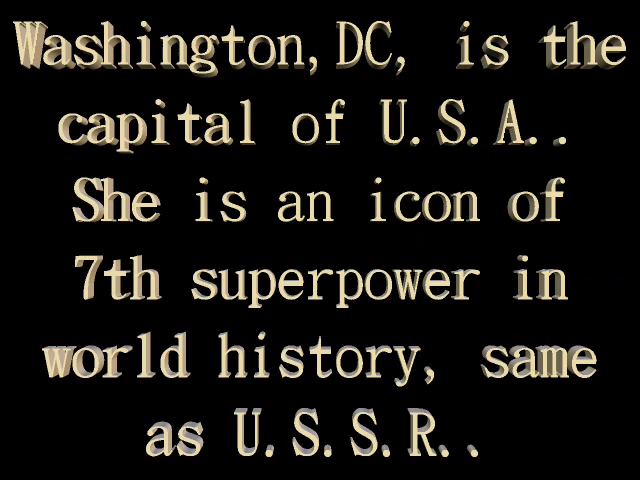 Washington,DC, is the
capital of U.S.A..
She is an icon of
7th superpower in
world history, same
as U.S.S.R..